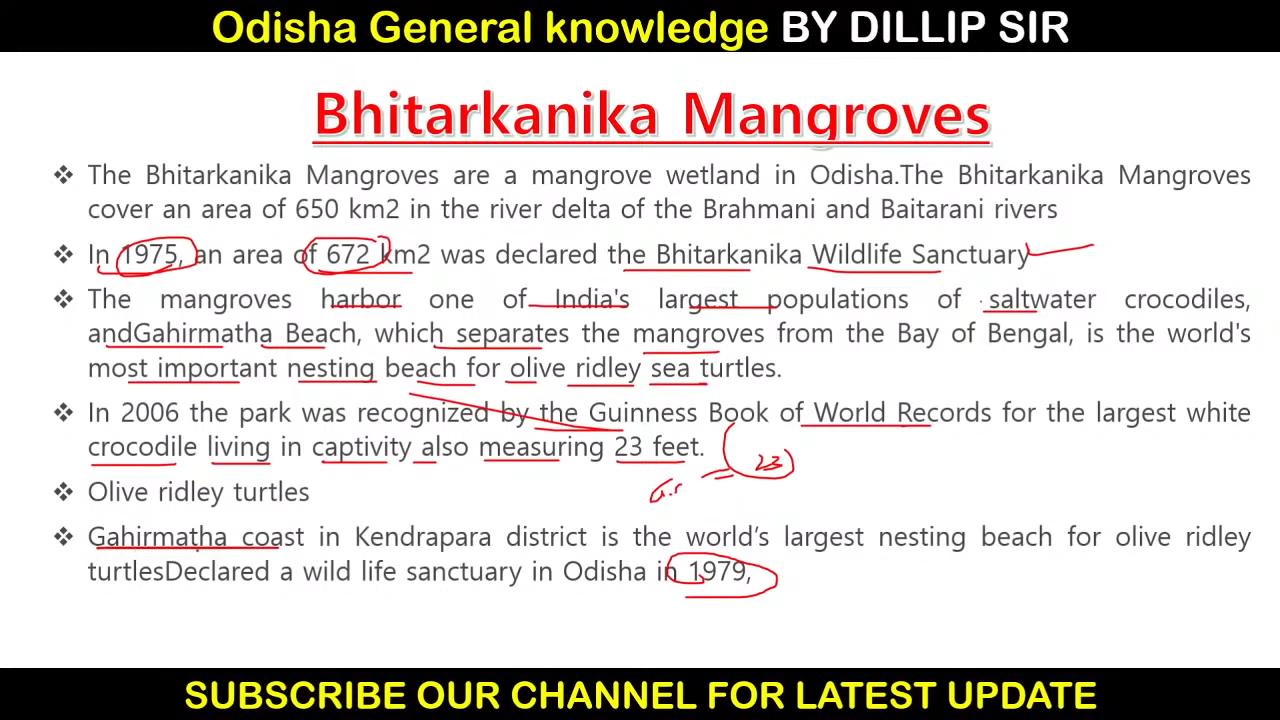 Odisha General knowledge BY DILLIP SIR
Bhitarkanika Mangroves
❖ The Bhitarkanika Mangroves are a mangrove wetland in Odisha.The Bhitarkanika Mangroves
cover an area of 650 km2 in the river delta of the Brahmani and Baitarani rivers
❖ In 1975, an area of 672 km2 was declared the Bhitarkanika Wildlife Sanctuary
❖ The mangroves harbor one of India's largest populations of saltwater crocodiles,
andGahirmatha Beach, which separates the mangroves from the Bay of Bengal, is the world's
most important nesting beach for olive ridley sea turtles.
❖ In 2006 the park was recognized by the Guinness Book of World Records for the largest white
crocodile living in captivity also measuring 23 feet.
23
❖ Olive ridley turtles
❖ Gahirmatha coast in Kendrapara district is the world’s largest nesting beach for olive ridley
turtlesDeclared a wild life sanctuary in Odisha in 1979,
SUBSCRIBE OUR CHANNEL FOR LATEST UPDATE